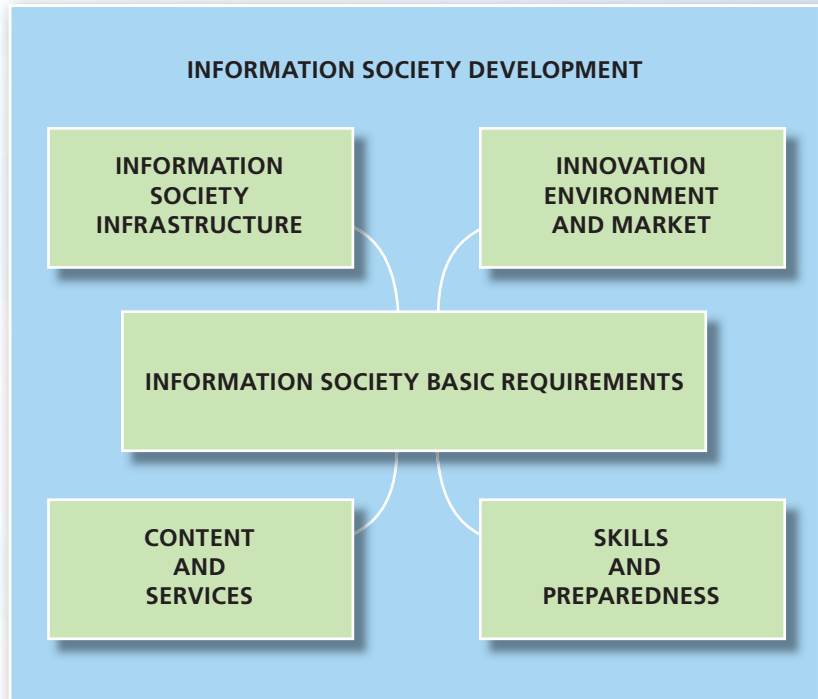 INFORMATION SOCIETY DEVELOPMENT
INFORMATION
SOCIETY
INFRASTRUCTURE
INNOVATION
ENVIRONMENT
AND MARKET
INFORMATION SOCIETY BASIC REQUIREMENTS
CONTENT
AND
SERVICES
SKILLS
AND
PREPAREDNESS